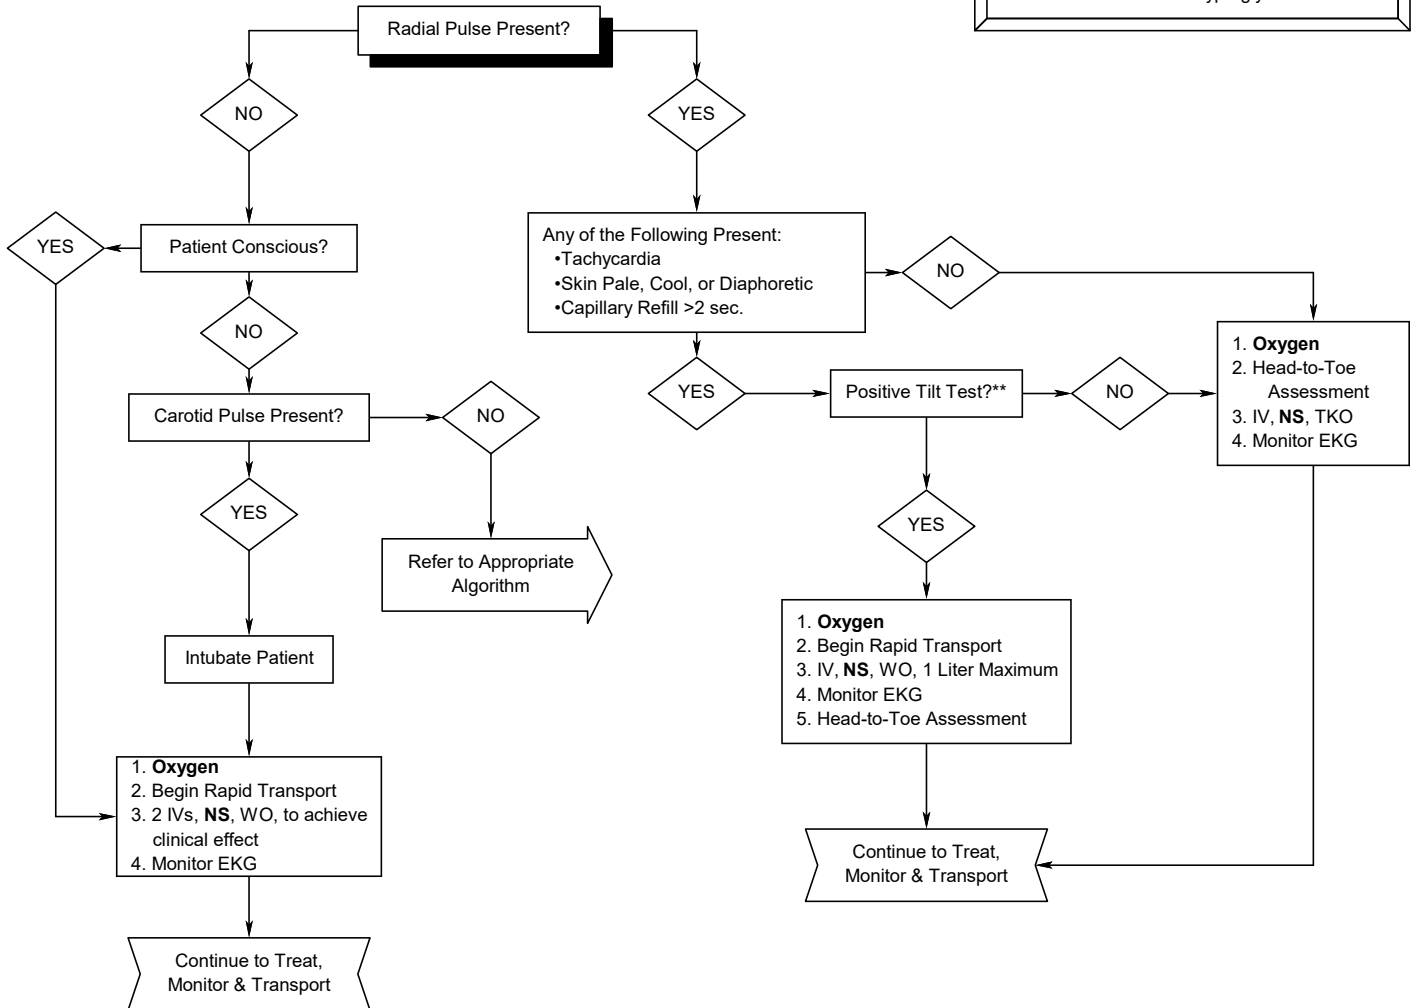 Radial Pulse Present?
NO
YES
YES
Patient Conscious?
NO
Carotid Pulse Present?
NO
YES
Refer to Appropriate
Algorithm
Intubate Patient
1. Oxygen
2. Begin Rapid Transport
3. 2 IVs, NS, WO, to achieve
clinical effect
4. Monitor EKG
Continue to Treat,
Monitor & Transport
Any of the Following Present:
•Tachycardia
•Skin Pale, Cool, or Diaphoretic
•Capillary Refill >2 sec.
NO
YES
Positive Tilt Test?**
NO
1. Oxygen
2. Head-to-Toe
Assessment
3. IV, NS, TKO
4. Monitor EKG
YES
1. Oxygen
2. Begin Rapid Transport
3. IV, NS, WO, 1 Liter Maximum
4. Monitor EKG
5. Head-to-Toe Assessment
Continue to Treat,
Monitor & Transport